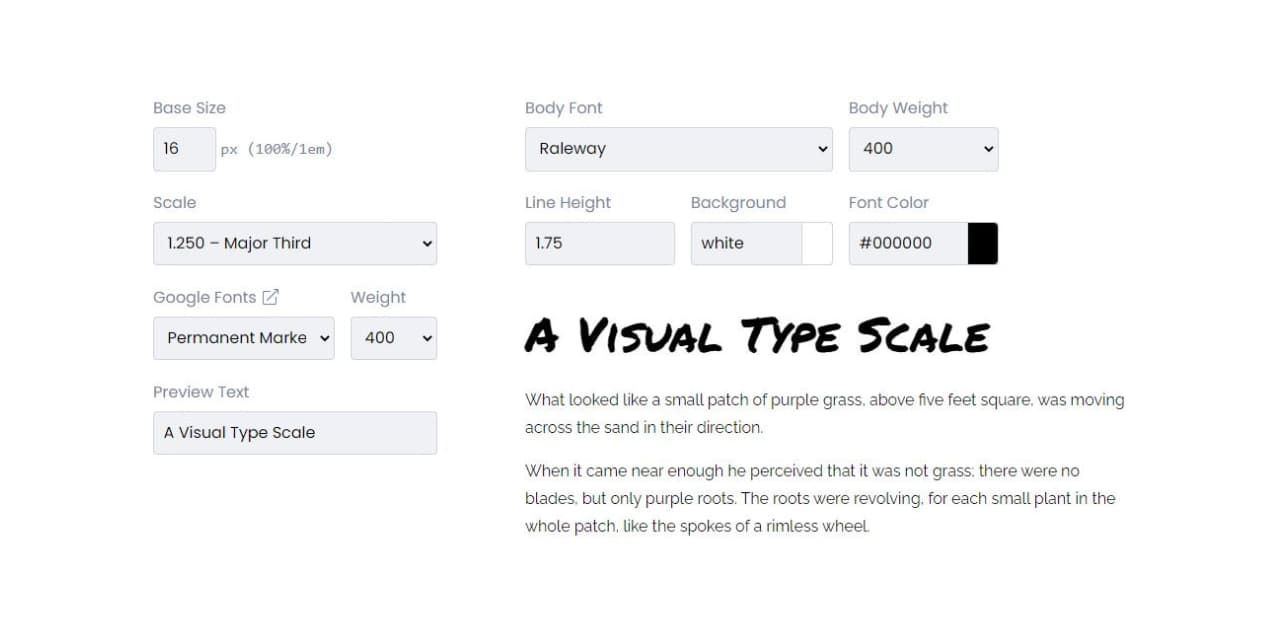 Base Size
16 px (100%/1em)
Scale
1.250 – Major Third
Google Fonts Weight
Permanent Marke 400
Preview Text
A Visual Type Scale
Body Font Body Weight
Raleway 400
Line Height Background Font Color
1.75 white #000000
A Visual Type Scale
What looked like a small patch of purple grass, above five feet square, was moving
across the sand in their direction.
When it came near enough he perceived that it was not grass; there were no
blades, but only purple roots. The roots were revolving, for each small plant in the
whole patch, like the spokes of a rimless wheel.